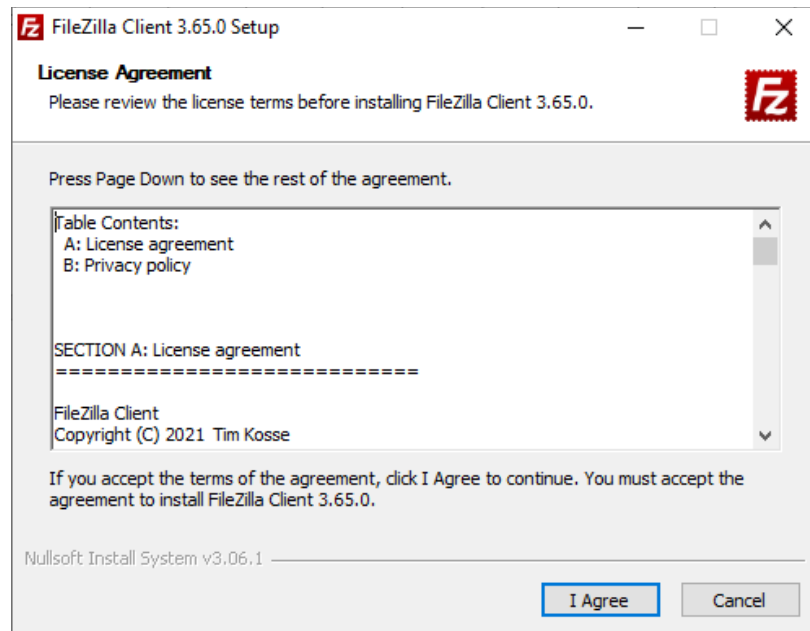 FileZilla Client 3.65.0 Setup
License Agreement
Please review the license terms before installing FileZilla Client 3.65.0.
Fz
Press Page Down to see the rest of the agreement.
Table Contents:
A: License agreement
B: Privacy policy
SECTION A: License agreement
============================
FileZilla Client
Copyright (C) 2021 Tim Kosse
If you accept the terms of the agreement, click I Agree to continue. You must accept the
agreement to install FileZilla Client 3.65.0.
Nullsoft Install System v3.06.1
I Agree
Cancel